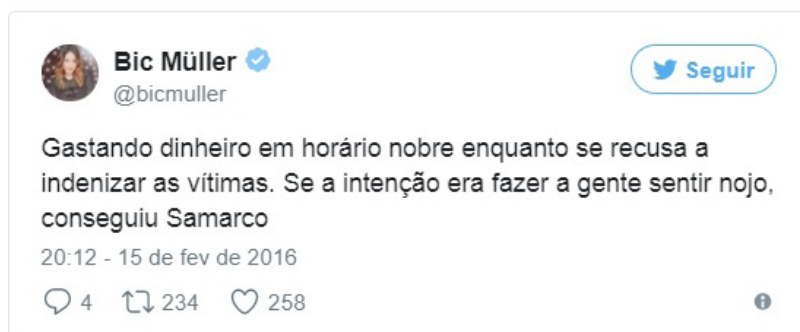 Bic Müller
Seguir
@bicmuller
Gastando dinheiro em horário nobre enquanto se recusa a
indenizar as vítimas. Se a intenção era fazer a gente sentir nojo,
conseguiu Samarco
20:12 - 15 de fev de 2016
4 234 258